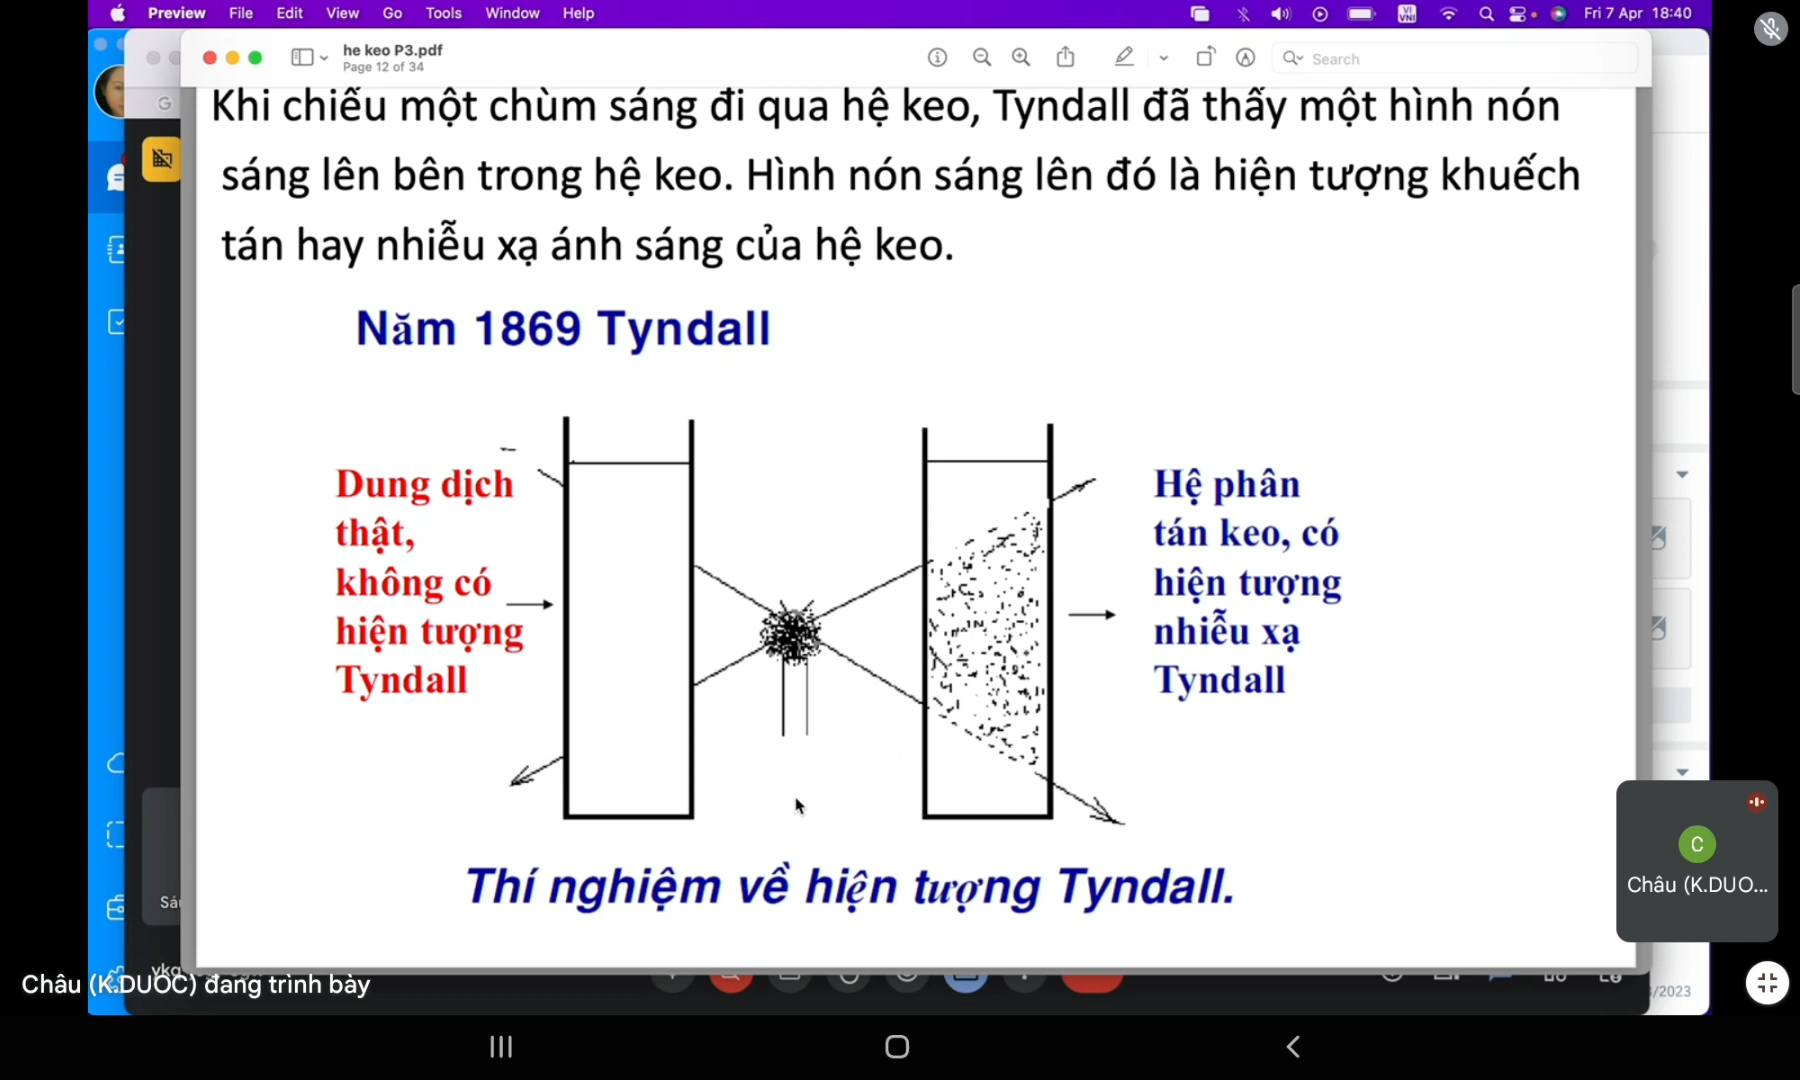 Preview File Edit View Go Tools Window Help VI VNI Fri 7 Apr 18:40
he keo P3.pdf
Page 12 of 34
Search
G
Khi chiếu một chùm sáng đi qua hệ keo, Tyndall đã thấy một hình nón
sáng lên bên trong hệ keo. Hình nón sáng lên đó là hiện tượng khuếch
tán hay nhiễu xạ ánh sáng của hệ keo.
Năm 1869 Tyndall
Dung dịch
thật,
không có
hiện tượng
Tyndall
Hệ phân
tán keo, có
hiện tượng
nhiễu xạ
Tyndall
Thí nghiệm về hiện tượng Tyndall.
C
Châu (K.DUO...
Châu (K.DUOC) đang trình bày
/2023